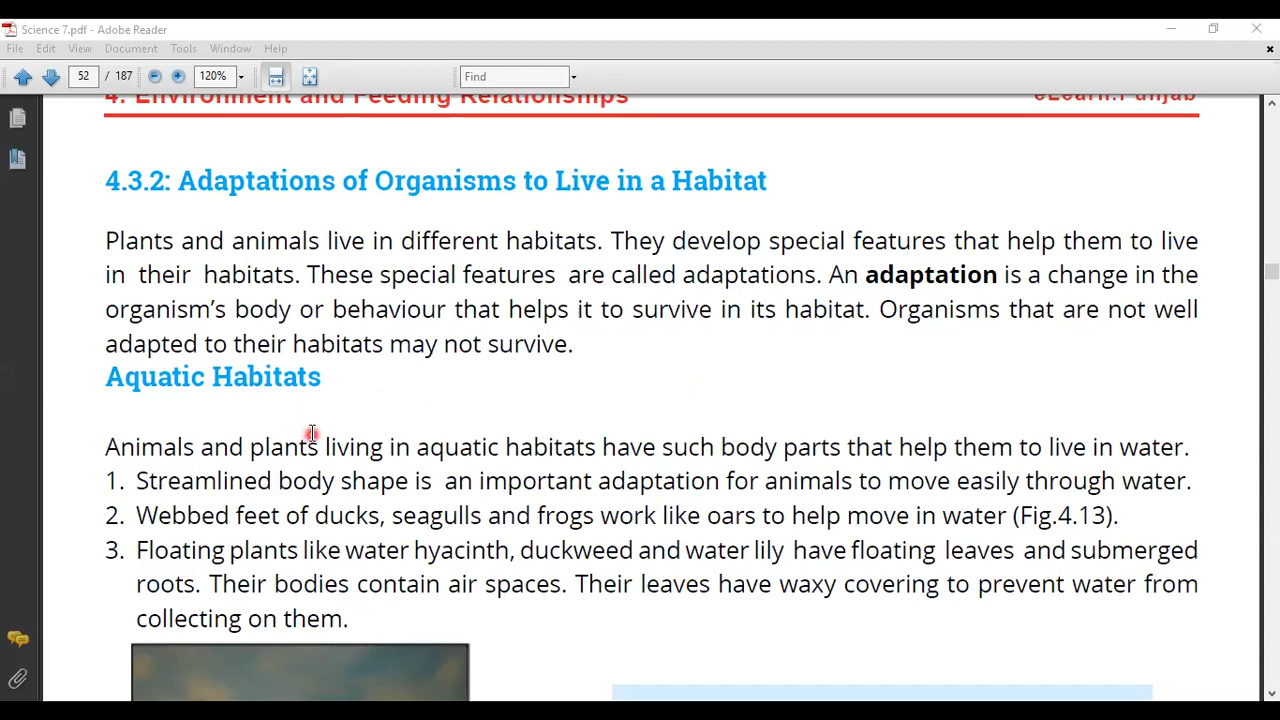 Science 7.pdf - Adobe Reader
File Edit View Document Tools Window Help
52 / 187 120% Find
4. Environment and Feeding Relationships eLearn.Punjab
4.3.2: Adaptations of Organisms to Live in a Habitat
Plants and animals live in different habitats. They develop special features that help them to live
in their habitats. These special features are called adaptations. An adaptation is a change in the
organism’s body or behaviour that helps it to survive in its habitat. Organisms that are not well
adapted to their habitats may not survive.
Aquatic Habitats
Animals and plants living in aquatic habitats have such body parts that help them to live in water.
1. Streamlined body shape is an important adaptation for animals to move easily through water.
2. Webbed feet of ducks, seagulls and frogs work like oars to help move in water (Fig.4.13).
3. Floating plants like water hyacinth, duckweed and water lily have floating leaves and submerged
roots. Their bodies contain air spaces. Their leaves have waxy covering to prevent water from
collecting on them.